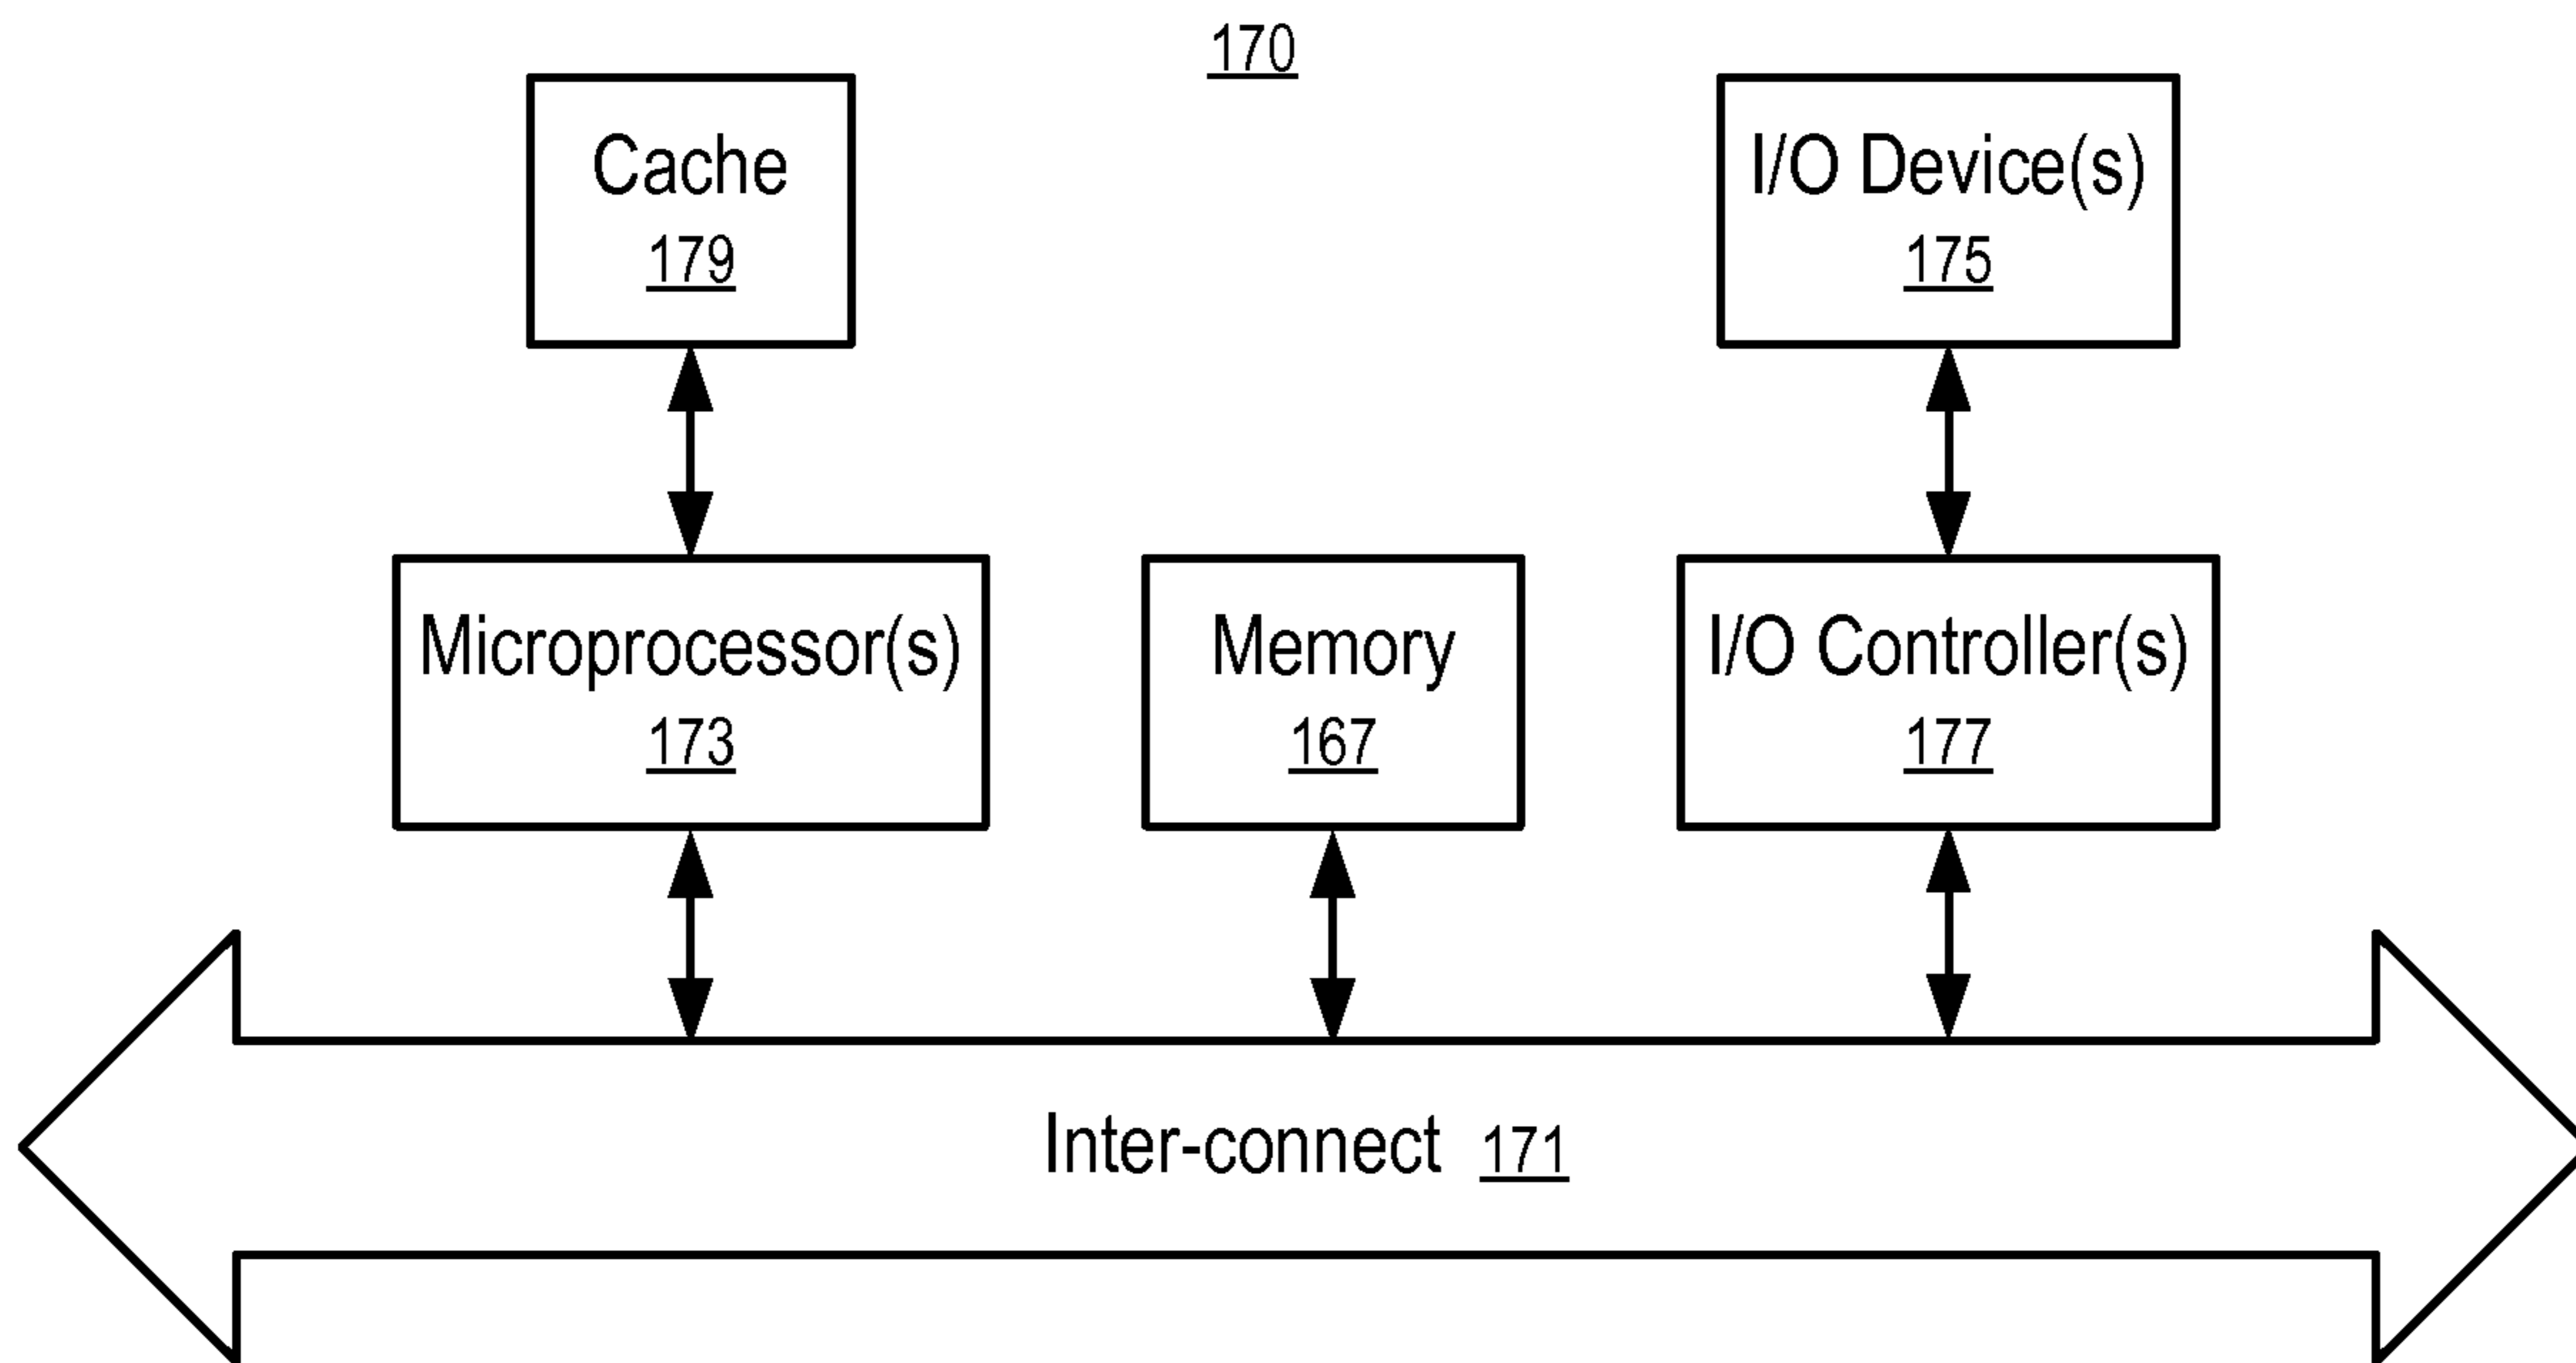 170
Cache
179
I/O Device(s)
175
Microprocessor(s)
173
Memory
167
I/O Controller(s)
177
Inter-connect 171